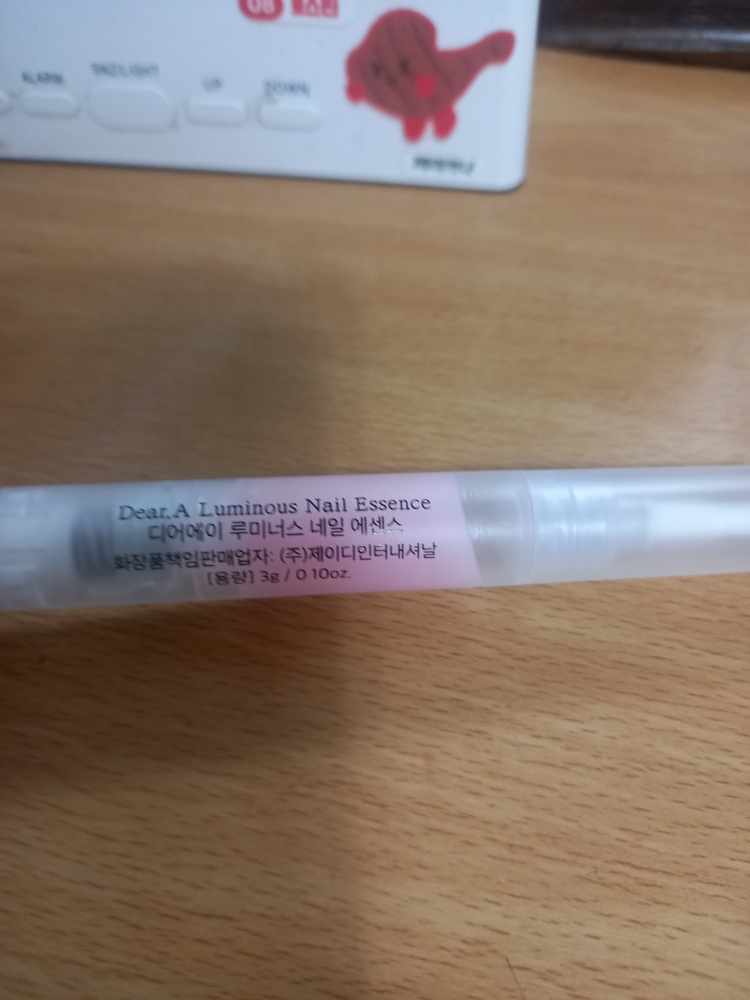 08
ALARM
UP
DOWN
Dear.A Luminous Nail Essence
디어에이 루미너스 네일 에센스
화장품책임판매업자: (주)제이디인터내셔날
[용량] 3g / 0.10oz.